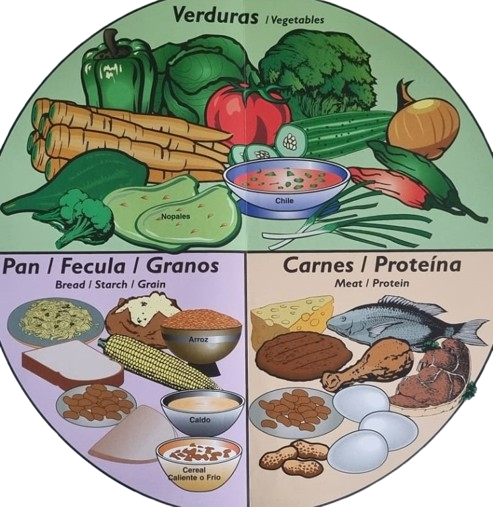 Verduras / Vegetables
Nopales
Chile
Pan / Fecula / Granos
Bread / Starch / Grain
Arroz
Caldo
Cereal
Caliente o Frio
Carnes / Proteína
Meat / Protein